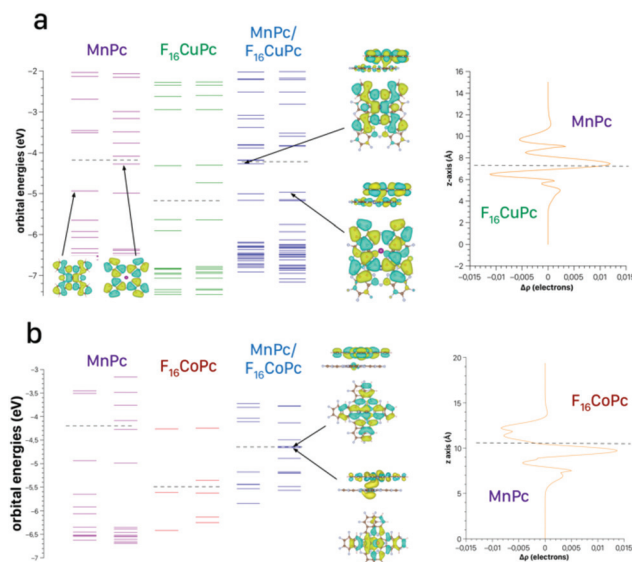 a
MnPc
F₁₆CuPc
MnPc/
F₁₆CuPc
orbital energies (eV)
−2
−3
−4
−5
−6
−7
z-axis (Å)
16
14
12
10
8
6
4
2
0
−2
−4
MnPc
F₁₆CuPc
−0,015
−0,01
−0,005
0
0,005
0,01
0,015
Δρ (electrons)
b
MnPc
F₁₆CoPc
MnPc/
F₁₆CoPc
orbital energies (eV)
−3
−3.5
−4
−4.5
−5
−5.5
−6
−6.5
−7
z axis (Å)
20
15
10
5
0
F₁₆CoPc
MnPc
−0,015
−0,01
−0,005
0
0,005
0,01
0,015
Δρ (electrons)